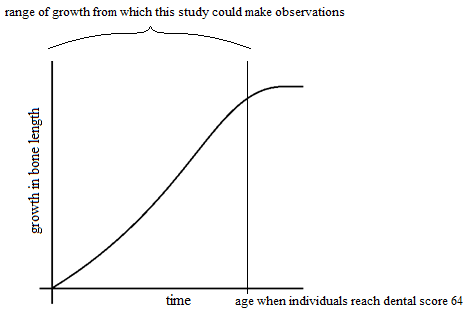 range of growth from which this study could make observations
growth in bone length
time
age when individuals reach dental score 64